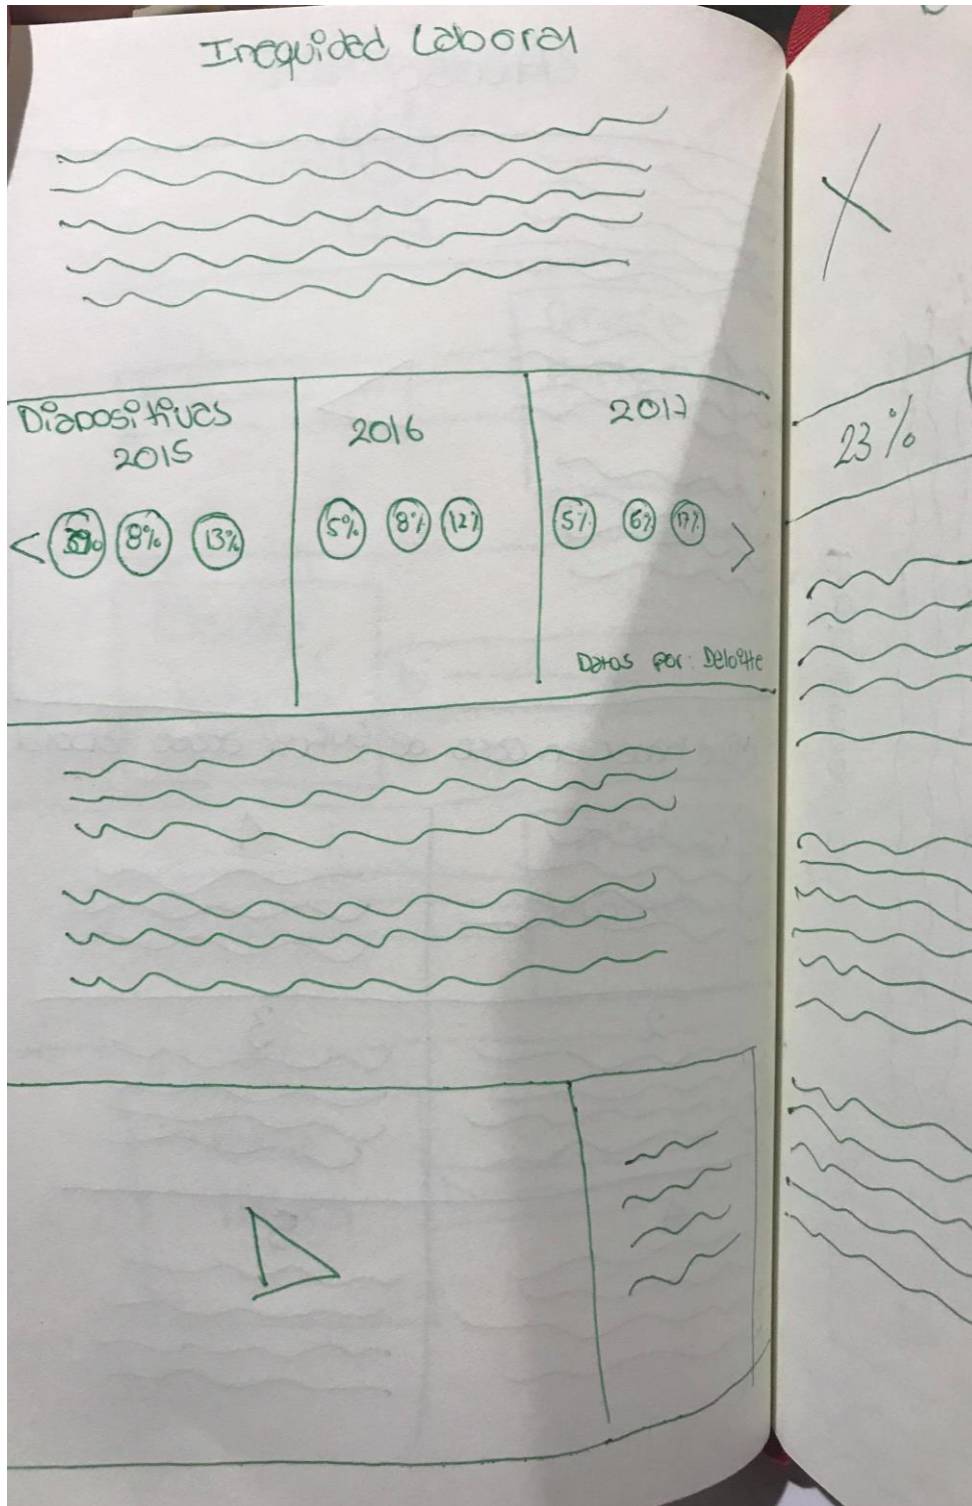 Inequidad Laboral
Diapositivas
2015
8% 13%
2016
5% 8% 12%
2017
5% 6% 17%
Datos por: Deloitte
23%